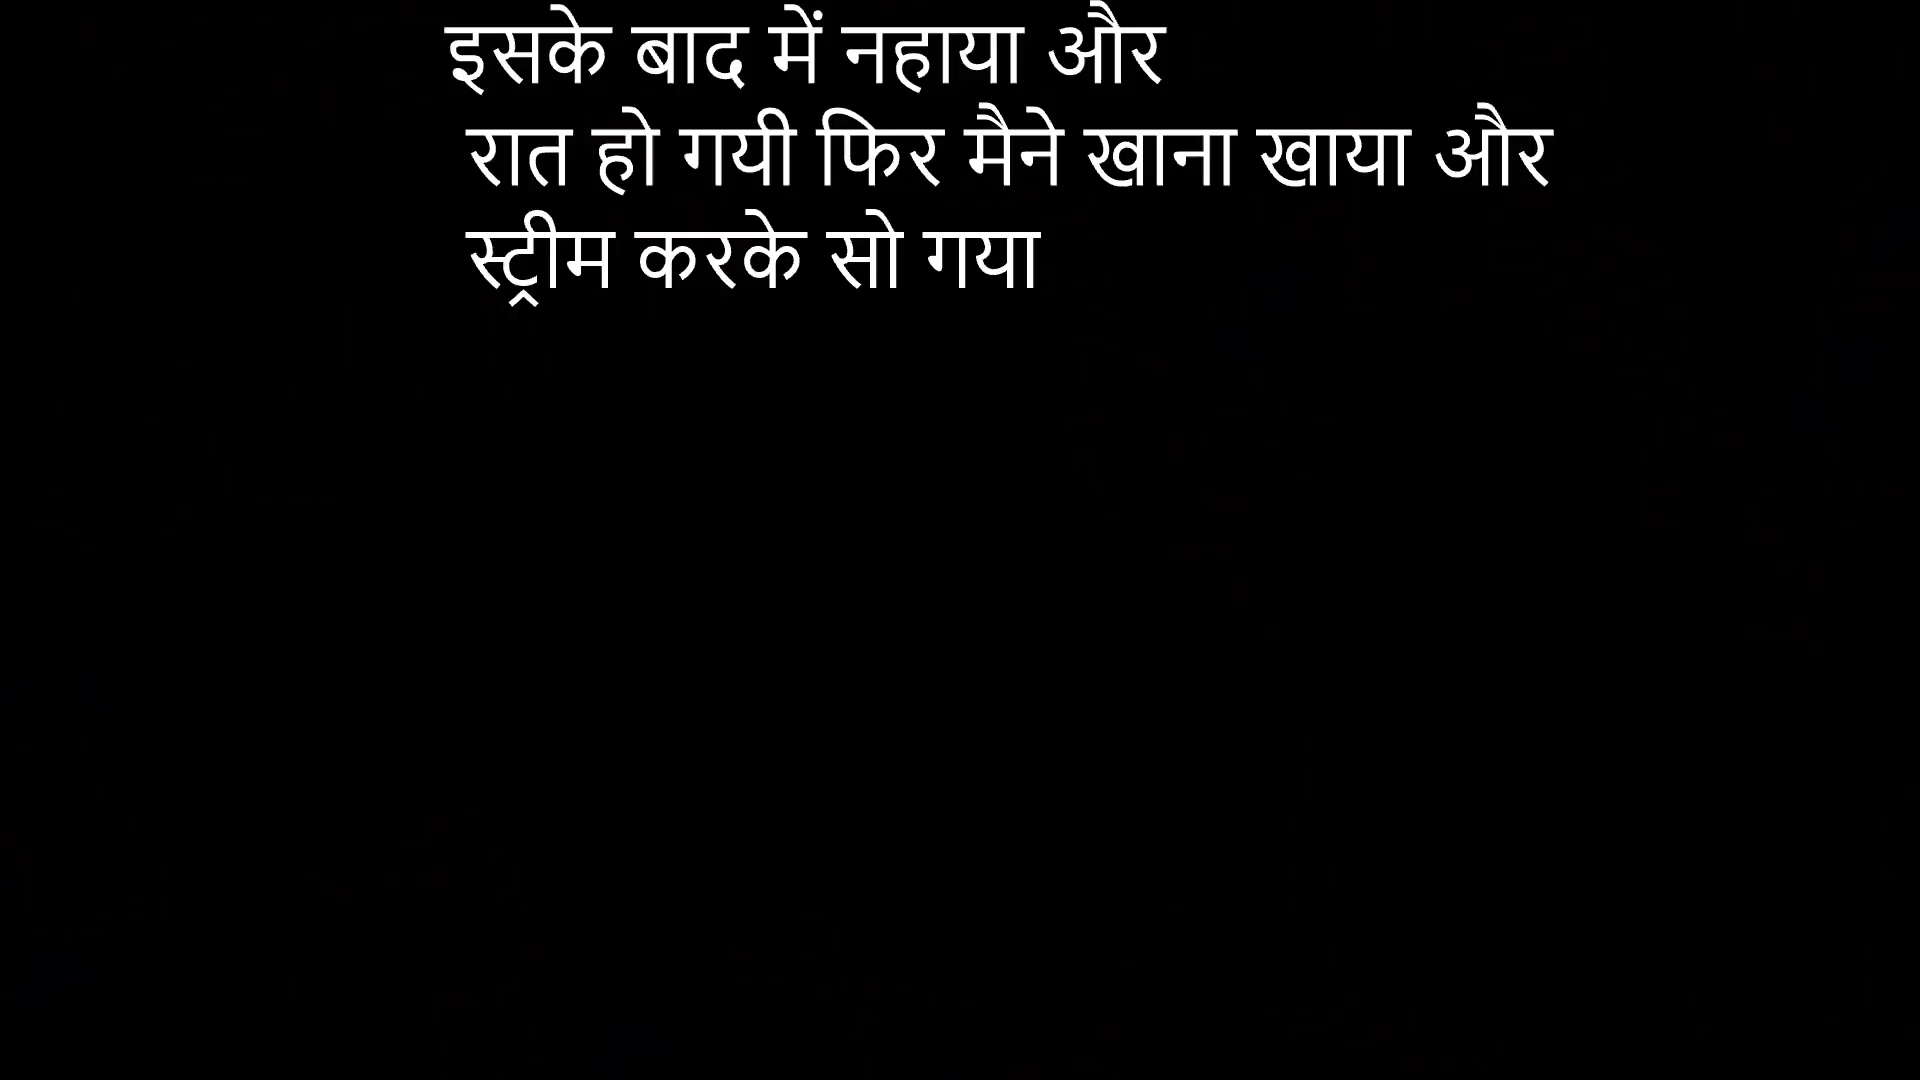 इसके बाद में नहाया और
रात हो गयी फिर मैने खाना खाया और
स्ट्रीम करके सो गया